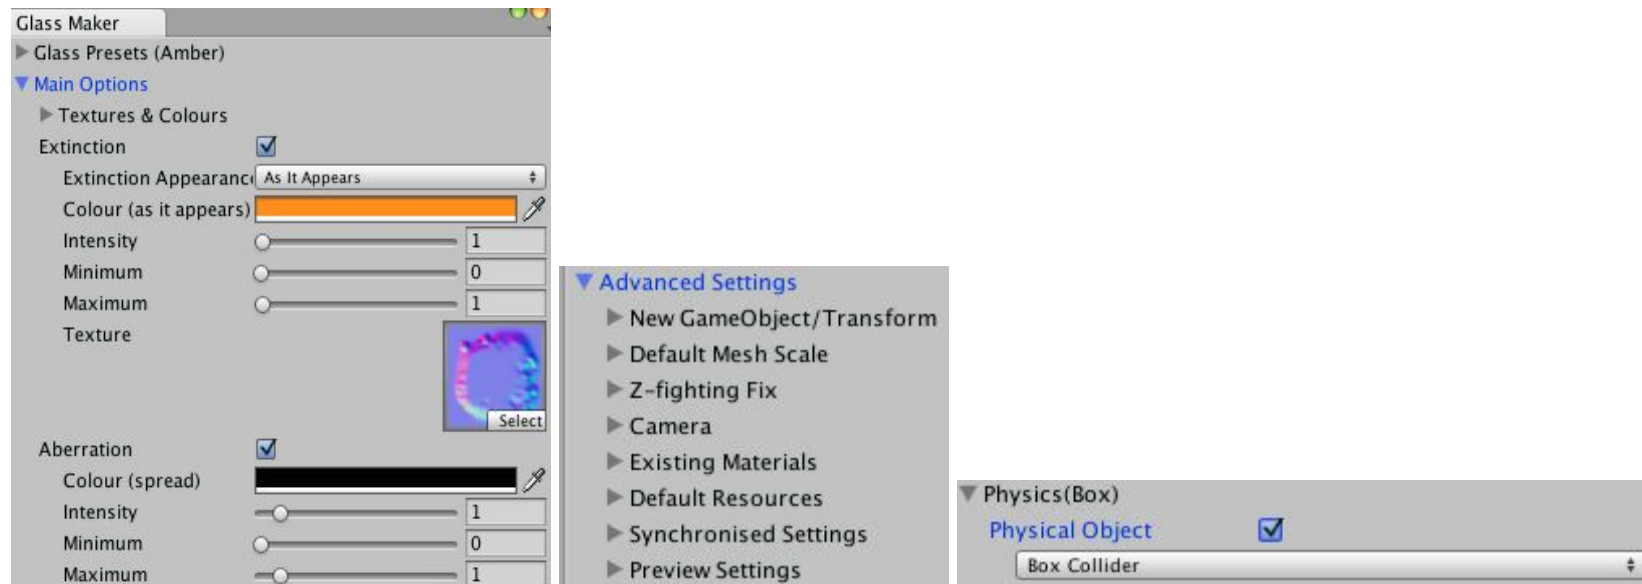 Glass Maker
Glass Presets (Amber)
Main Options
Textures & Colours
Extinction
Extinction Appearanc As It Appears
Colour (as it appears)
Intensity 1
Minimum 0
Maximum 1
Texture
Select
Aberration
Colour (spread)
Intensity 1
Minimum 0
Maximum 1
Advanced Settings
New GameObject/Transform
Default Mesh Scale
Z-fighting Fix
Camera
Existing Materials
Default Resources
Synchronised Settings
Preview Settings
Physics(Box)
Physical Object
Box Collider